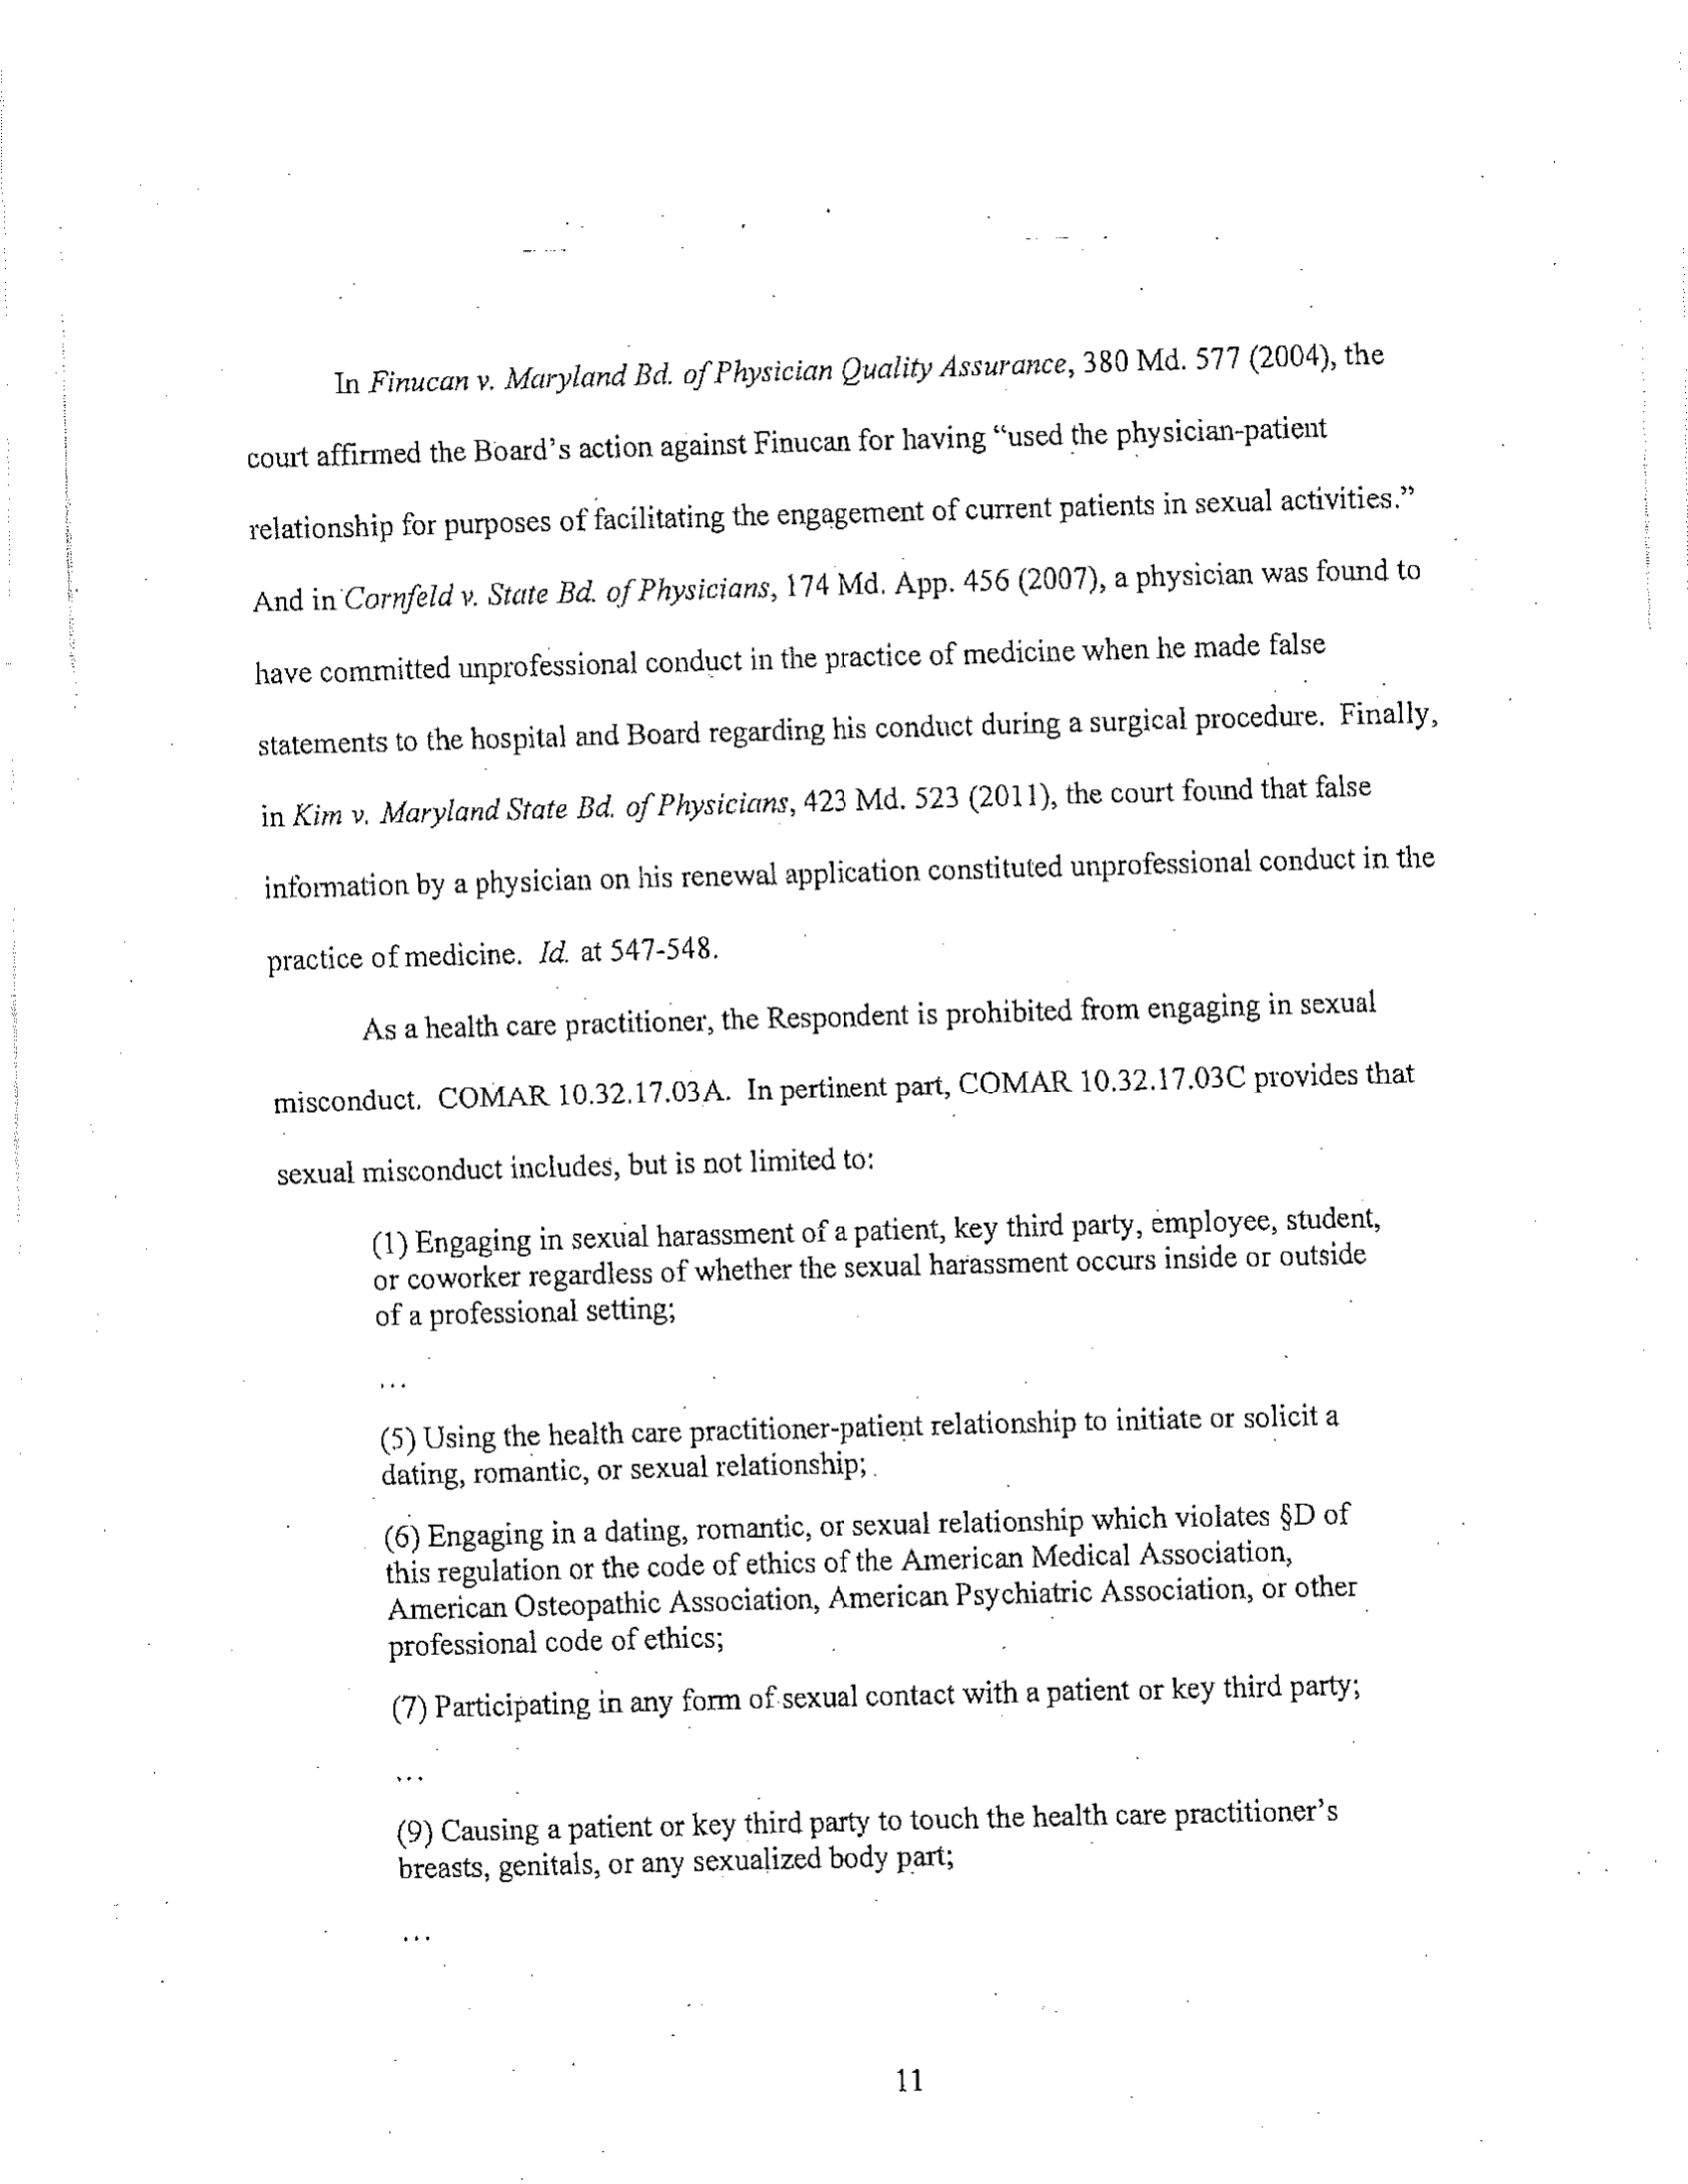 In Finucan v. Maryland Bd. of Physician Quality Assurance, 380 Md. 577 (2004), the
court affirmed the Board's action against Finucan for having “used the physician-patient
relationship for purposes of facilitating the engagement of current patients in sexual activities.”
And in Cornfeld v. State Bd. of Physicians, 174 Md. App. 456 (2007), a physician was found to
have committed unprofessional conduct in the practice of medicine when he made false
statements to the hospital and Board regarding his conduct during a surgical procedure. Finally,
in Kim v. Maryland State Bd. of Physicians, 423 Md. 523 (2011), the court found that false
information by a physician on his renewal application constituted unprofessional conduct in the
practice of medicine. Id. at 547-548.
As a health care practitioner, the Respondent is prohibited from engaging in sexual
misconduct. COMAR 10.32.17.03A. In pertinent part, COMAR 10.32.17.03C provides that
sexual misconduct includes, but is not limited to:
(1) Engaging in sexual harassment of a patient, key third party, employee, student,
or coworker regardless of whether the sexual harassment occurs inside or outside
of a professional setting;
...
(5) Using the health care practitioner-patient relationship to initiate or solicit a
dating, romantic, or sexual relationship;
(6) Engaging in a dating, romantic, or sexual relationship which violates §D of
this regulation or the code of ethics of the American Medical Association,
American Osteopathic Association, American Psychiatric Association, or other
professional code of ethics;
(7) Participating in any form of sexual contact with a patient or key third party;
...
(9) Causing a patient or key third party to touch the health care practitioner's
breasts, genitals, or any sexualized body part;
...
11